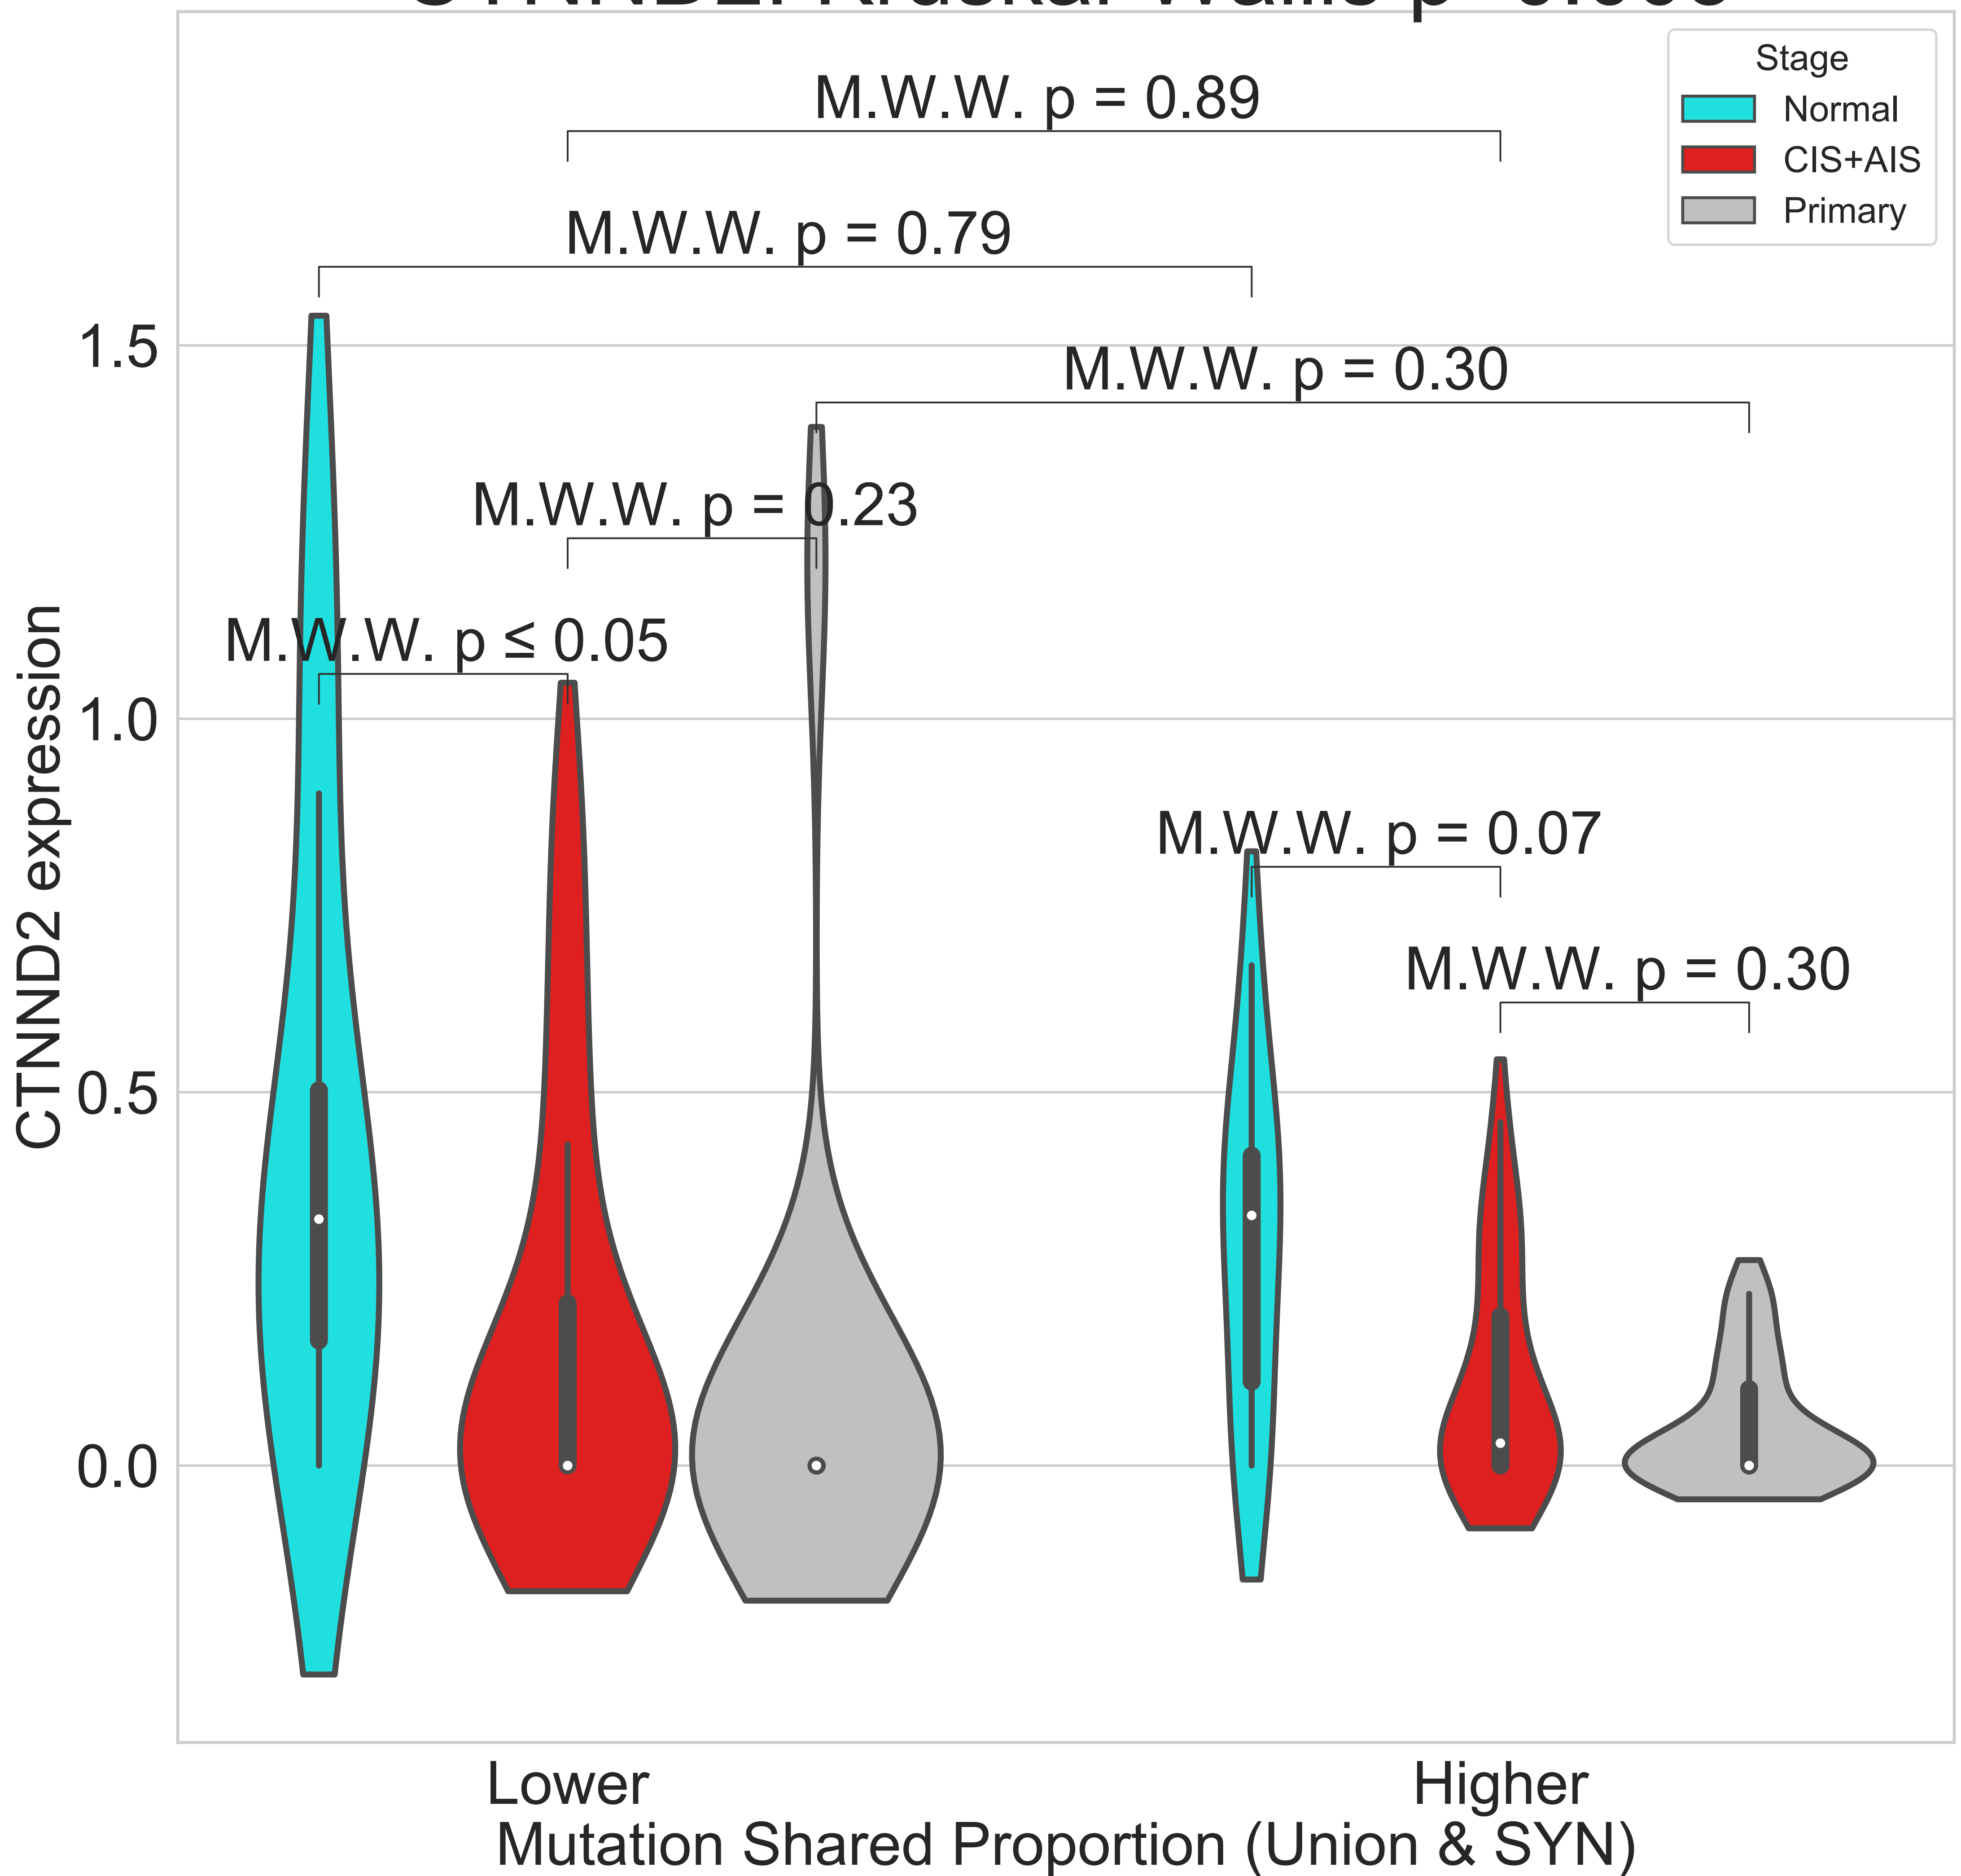 Stage
Normal
CIS+AIS
Primary
M.W.W. p = 0.89
M.W.W. p = 0.79
M.W.W. p = 0.30
M.W.W. p = 0.23
M.W.W. p ≤ 0.05
M.W.W. p = 0.07
M.W.W. p = 0.30
CTNND2 expression
1.5
1.0
0.5
0.0
Lower
Higher
Mutation Shared Proportion (Union & SYN)